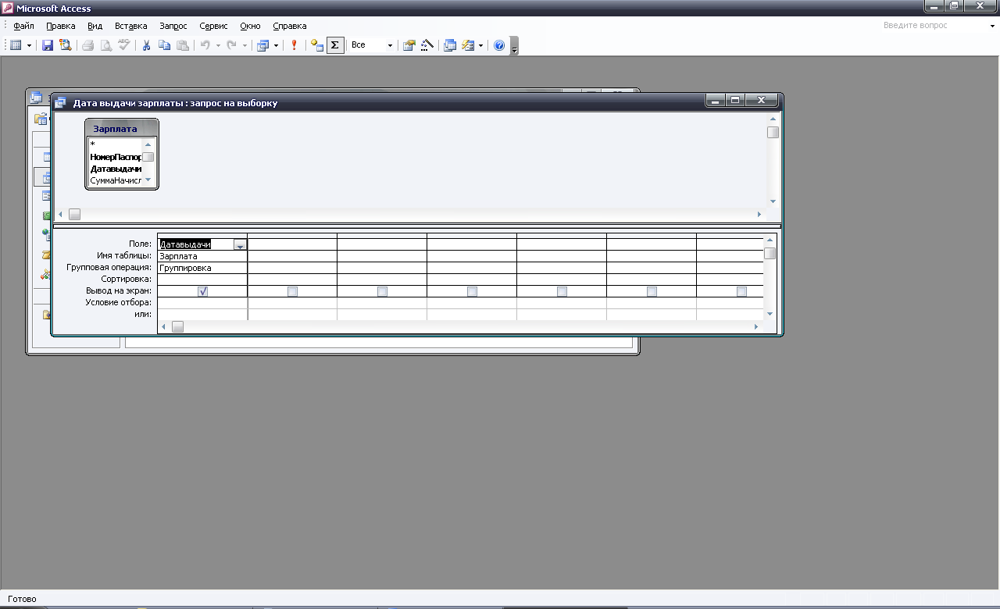 Microsoft Access
Файл Правка Вид Вставка Запрос Сервис Окно Справка Введите вопрос
Все
Дата выдачи зарплаты : запрос на выборку
Зарплата
*
НомерПаспор
Датавыдачи
СуммаНачисл
Поле: Датавыдачи
Имя таблицы: Зарплата
Групповая операция: Группировка
Сортировка:
Вывод на экран:
Условие отбора:
или:
Готово